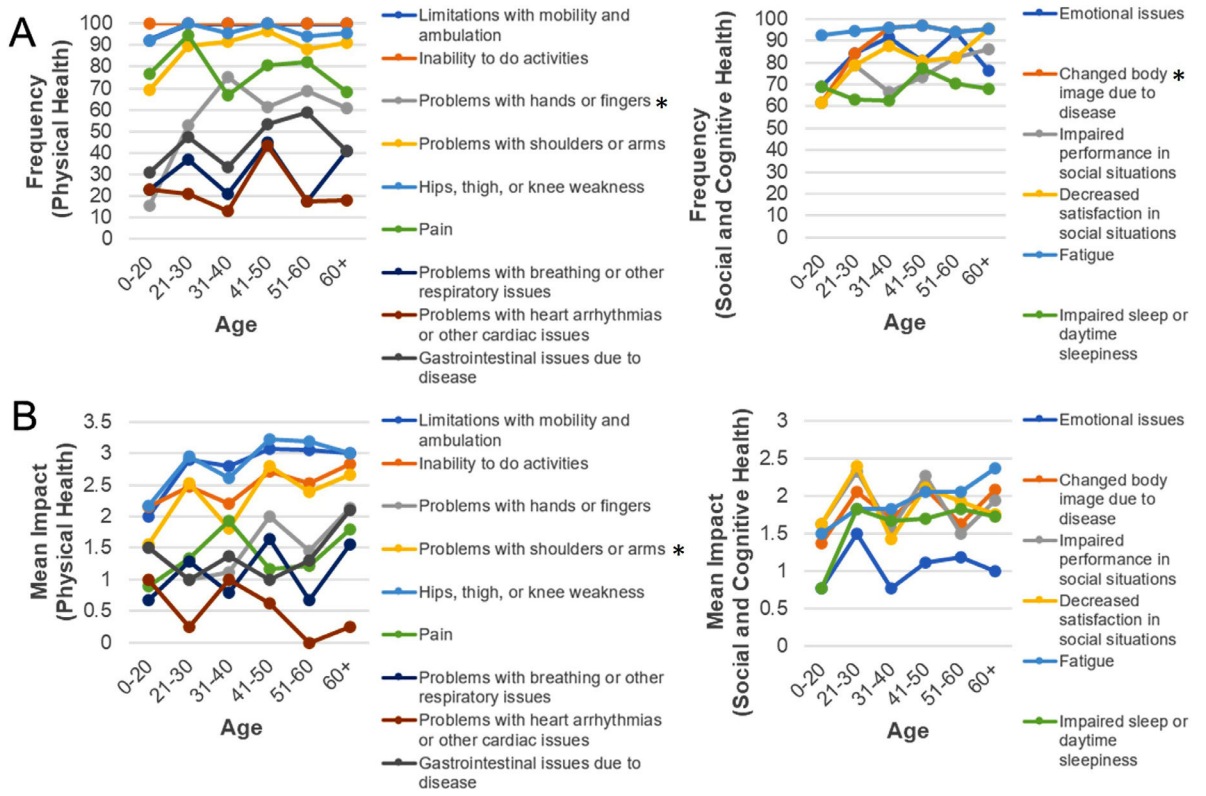 A
Frequency
(Physical Health)
100
90
80
70
60
50
40
30
20
10
0
0-20
21-30
31-40
41-50
51-60
60+
Age
Limitations with mobility and
ambulation
Inability to do activities
Problems with hands or fingers *
Problems with shoulders or arms
Hips, thigh, or knee weakness
Pain
Problems with breathing or other
respiratory issues
Problems with heart arrhythmias
or other cardiac issues
Gastrointestinal issues due to
disease
Frequency
(Social and Cognitive Health)
100
90
80
70
60
50
40
30
20
10
0
0-20
21-30
31-40
41-50
51-60
60+
Age
Emotional issues
Changed body *
image due to
disease
Impaired
performance in
social situations
Decreased
satisfaction in
social situations
Fatigue
Impaired sleep or
daytime
sleepiness
B
Mean Impact
(Physical Health)
3.5
3
2.5
2
1.5
1
0.5
0
0-20
21-30
31-40
41-50
51-60
60+
Age
Limitations with mobility and
ambulation
Inability to do activities
Problems with hands or fingers
Problems with shoulders or arms *
Hips, thigh, or knee weakness
Pain
Problems with breathing or other
respiratory issues
Problems with heart arrhythmias
or other cardiac issues
Gastrointestinal issues due to
disease
Mean Impact
(Social and Cognitive Health)
3
2.5
2
1.5
1
0.5
0
0-20
21-30
31-40
41-50
51-60
60+
Age
Emotional issues
Changed body
image due to
disease
Impaired
performance in
social situations
Decreased
satisfaction in
social situations
Fatigue
Impaired sleep or
daytime
sleepiness